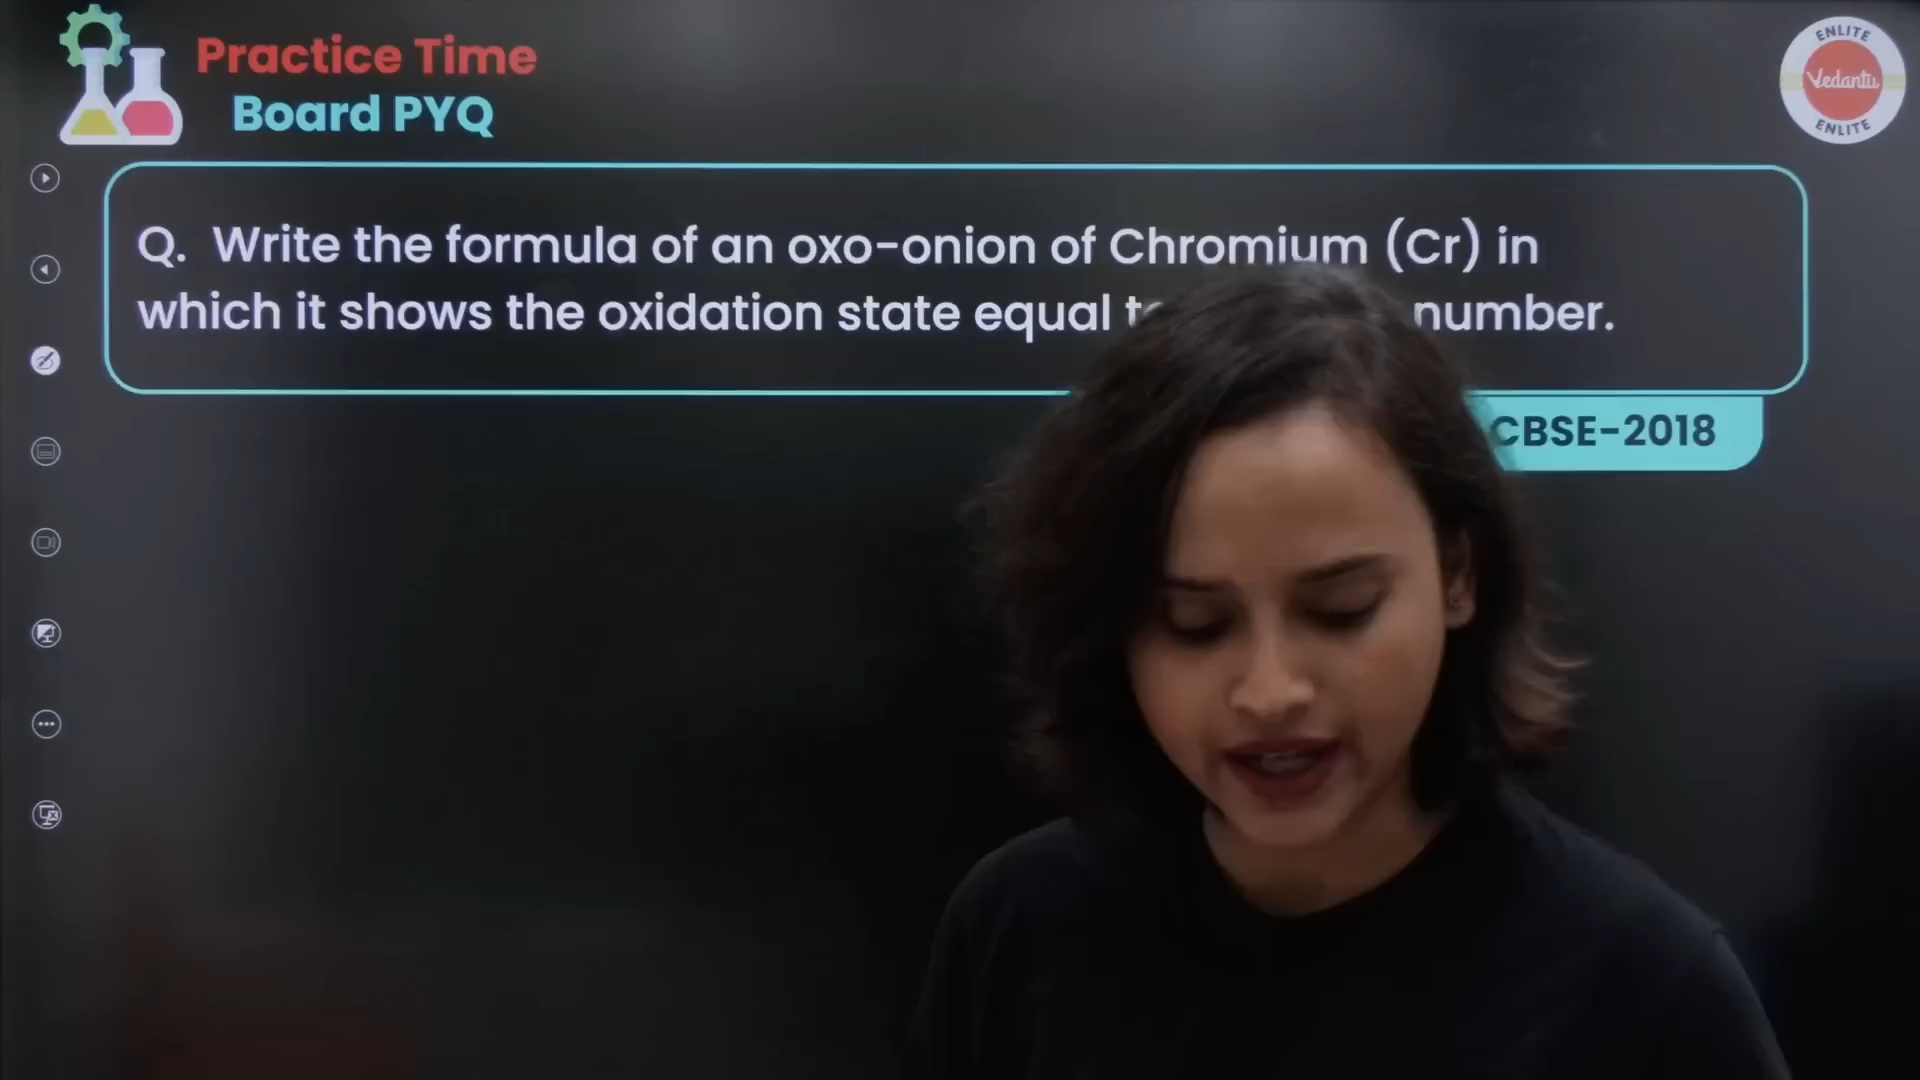 Practice Time
Board PYQ
ENLITE
Vedantu
ENLITE
Q. Write the formula of an oxo-onion of Chromium (Cr) in
which it shows the oxidation state equal number.
CBSE-2018